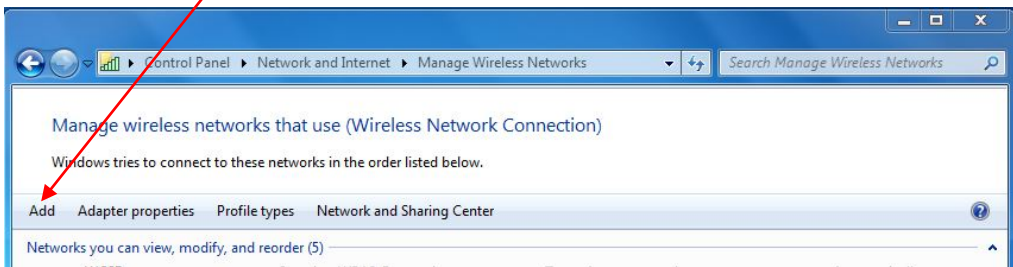 Control Panel ▸ Network and Internet ▸ Manage Wireless Networks
Search Manage Wireless Networks
Manage wireless networks that use (Wireless Network Connection)
Windows tries to connect to these networks in the order listed below.
Add Adapter properties Profile types Network and Sharing Center
Networks you can view, modify, and reorder (5)